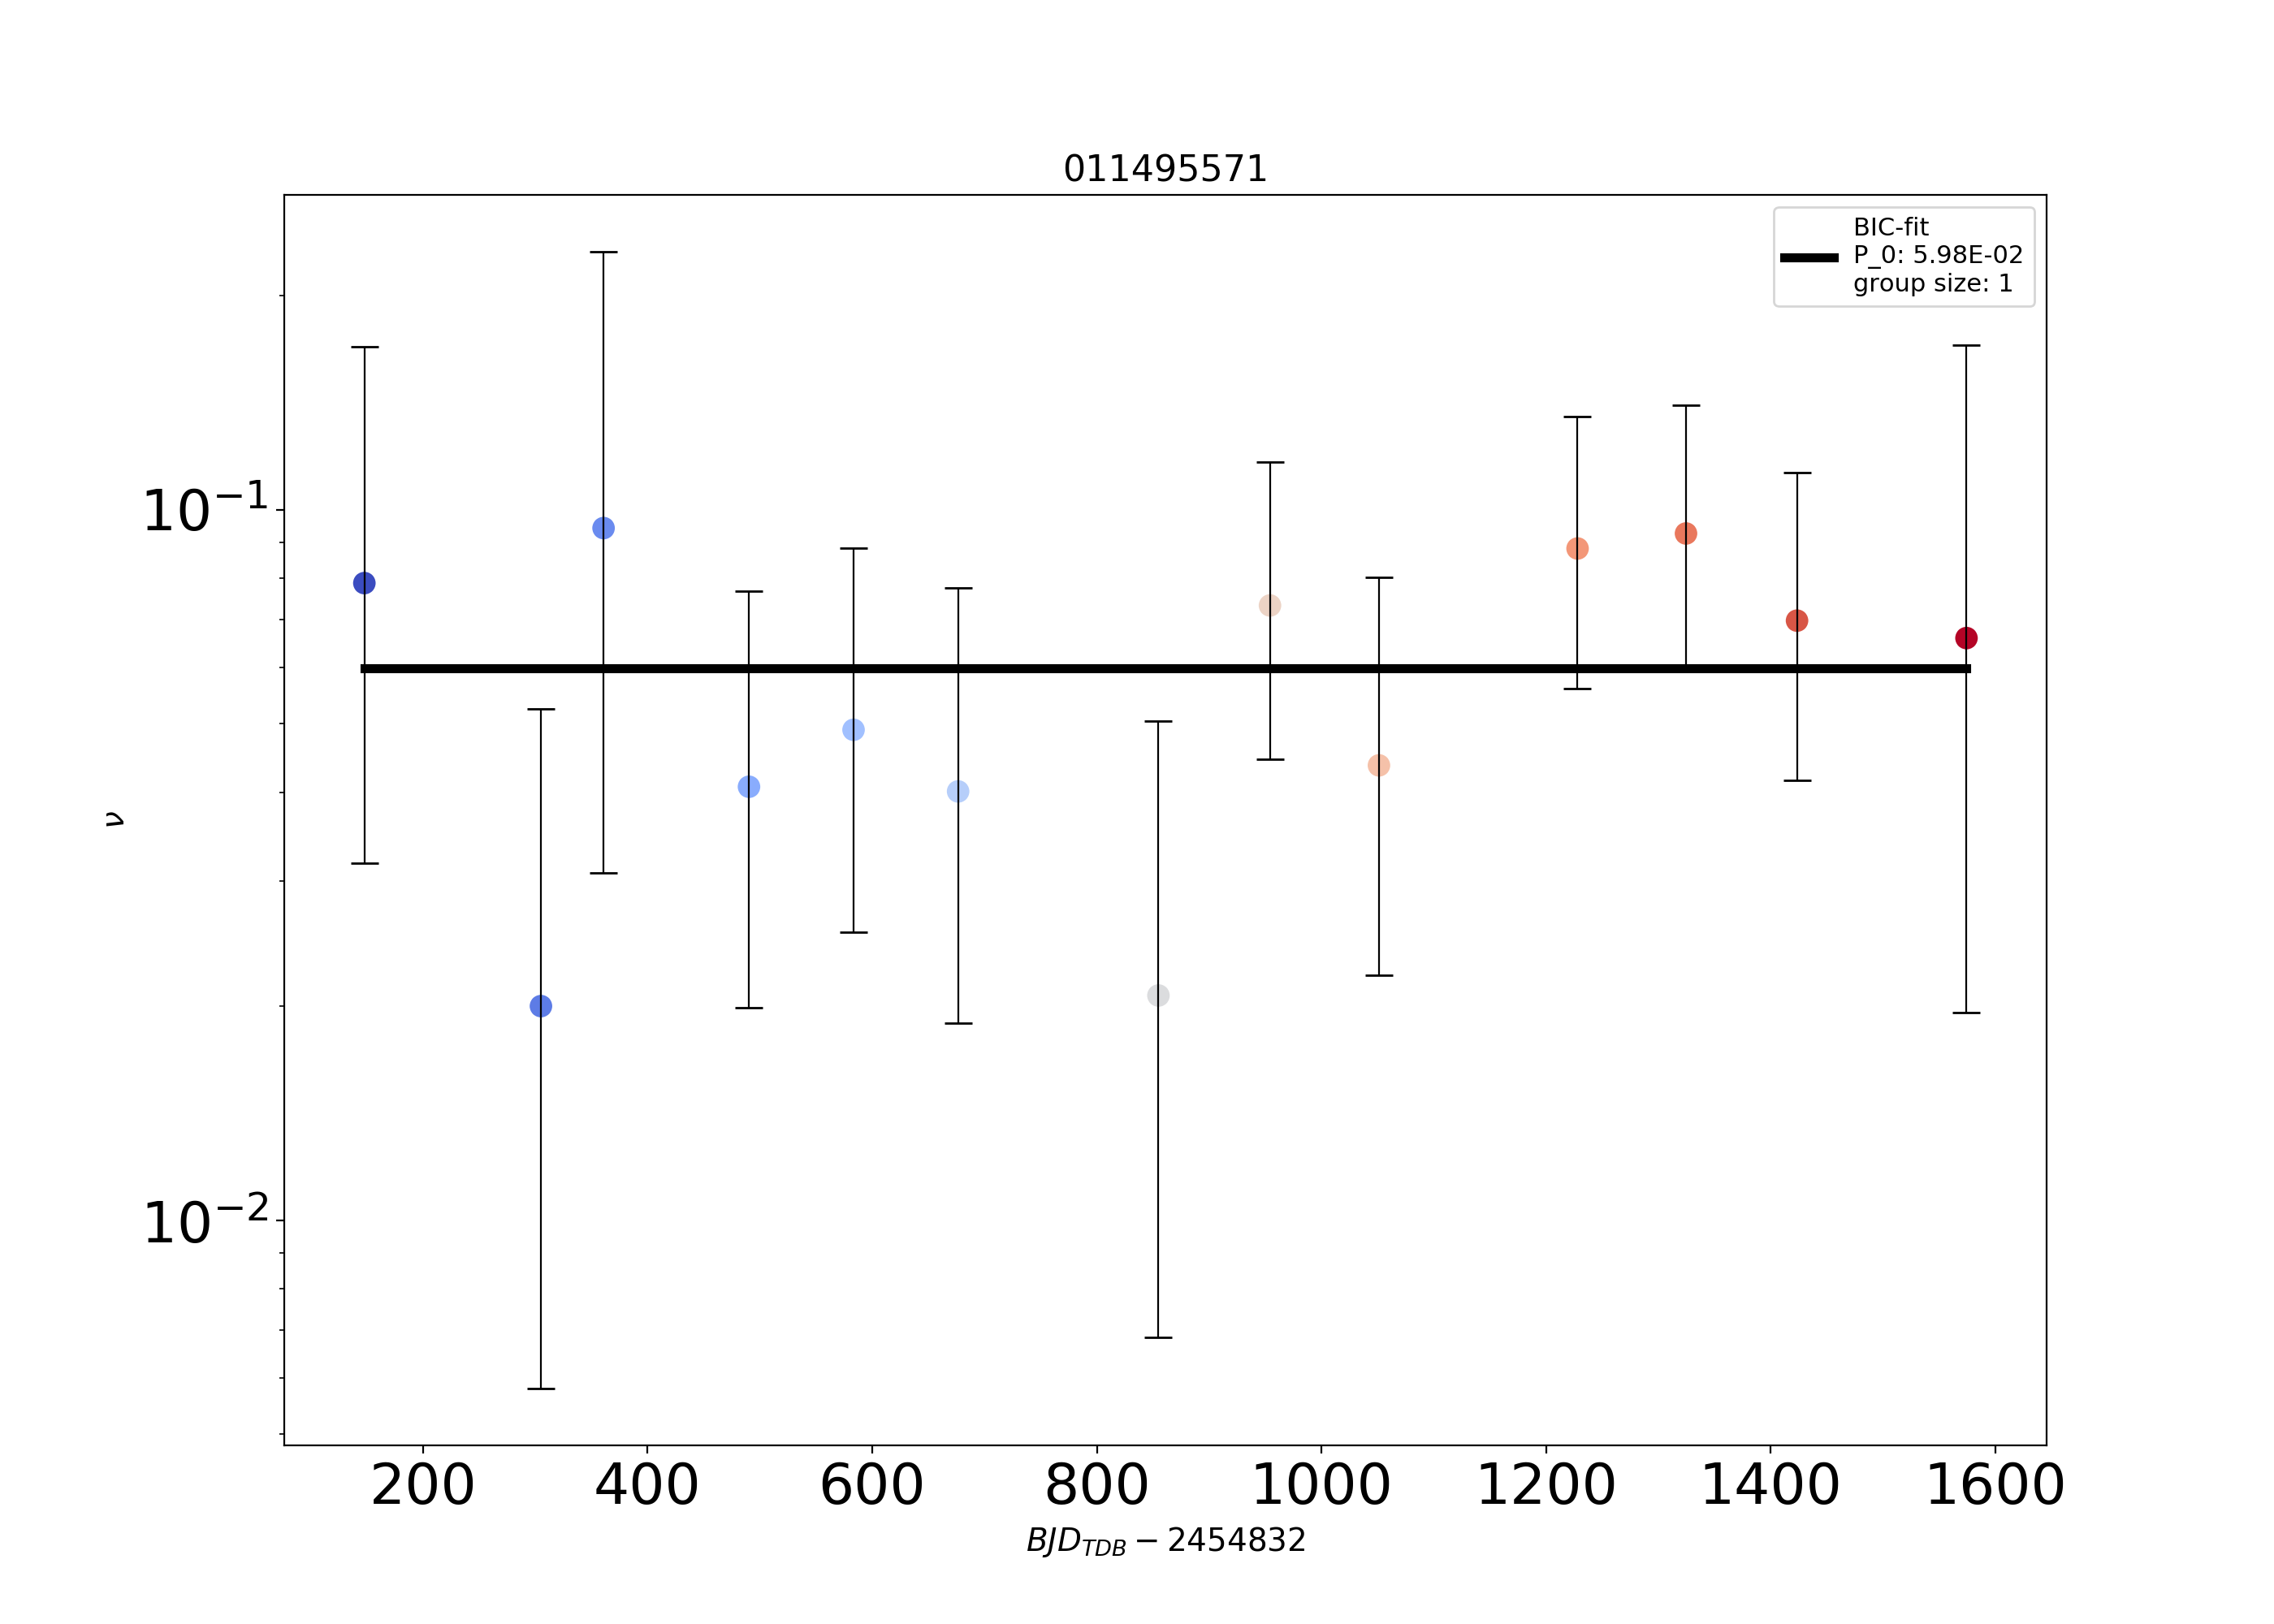 011495571
BIC-fit
P_0: 5.98E-02
group size: 1
10⁻¹
10⁻²
ν
200 400 600 800 1000 1200 1400 1600
BJD_TDB − 2454832